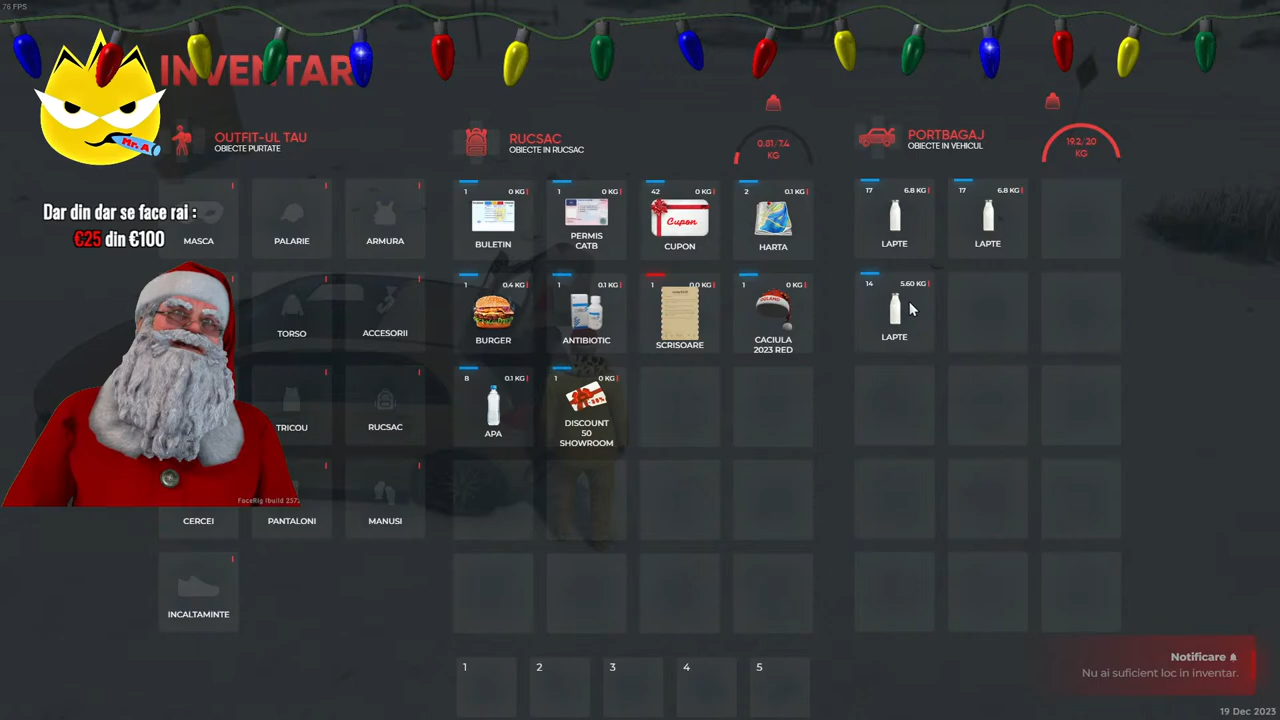 76 FPS
INVENTAR
Mr. A
OUTFIT-UL TAU
OBIECTE PURTATE
RUCSAC
OBIECTE IN RUCSAC
0.81/7.4
KG
PORTBAGAJ
OBIECTE IN VEHICUL
19.2/20
KG
Dar din dar se face rai :
€25 din €100
MASCA
PALARIE
ARMURA
TORSO
ACCESORII
TRICOU
RUCSAC
FaceRig (build 257
CERCEI
PANTALONI
MANUSI
INCALTAMINTE
1 0 KG
BULETIN
1 0 KG
PERMIS
CATB
42 0 KG
Cupon
CUPON
2 0.1 KG
HARTA
1 0.4 KG
BURGER
1 0.1 KG
ANTIBIOTIC
1 0.0 KG
SCRISOARE
1 0 KG
CACIULA
2023 RED
8 0.1 KG
APA
1 0 KG
DISCOUNT
50
SHOWROOM
17 6.8 KG
LAPTE
17 6.8 KG
LAPTE
14 5.60 KG
LAPTE
1
2
3
4
5
Notificare
Nu ai suficient loc in inventar.
19 Dec 2023